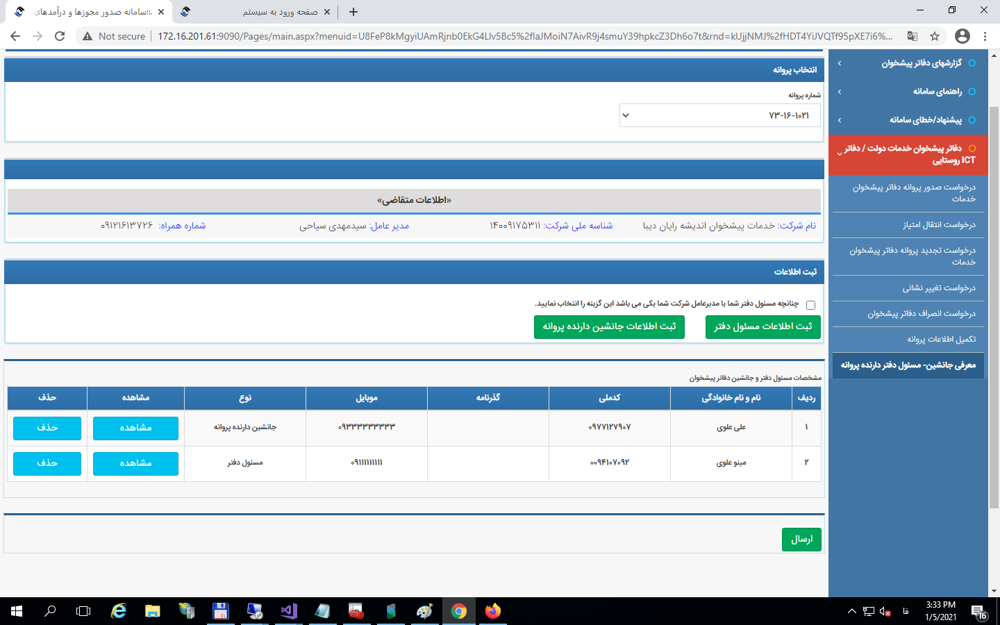 سامانه صدور مجوزها و درآمدهای::.
صفحه ورود به سیستم
Not secure
172.16.201.61:9090/Pages/main.aspx?menuid=U8FeP8kMgyiUAmRjnb0EkG4Llv5Bc5%2flaJMoiN7AivR9j4smuY39hpkcZ3Dh6o7t&rnd=kUjjNMJ%2fHDT4YiJVQTf95pXE7i6%...
گزارشهای دفاتر پیشخوان
راهنمای سامانه
پیشنهاد/خطای سامانه
دفاتر پیشخوان خدمات دولت / دفاتر
ICT روستایی
درخواست صدور پروانه دفاتر پیشخوان
خدمات
درخواست انتقال امتیاز
درخواست تجدید پروانه دفاتر پیشخوان
خدمات
درخواست تغییر نشانی
درخواست انصراف دفاتر پیشخوان
تکمیل اطلاعات پروانه
معرفی جانشین- مسئول دفتر دارنده پروانه
انتخاب پروانه
شماره پروانه
۷۳-۱۶-۱۰۲۱
«اطلاعات متقاضی»
نام شرکت: خدمات پیشخوان اندیشه رایان دیبا شناسه ملی شرکت: ۱۴۰۰۹۱۷۵۳۱۱ مدیر عامل: سیدمهدی سیاحی شماره همراه: ۰۹۱۲۱۶۱۳۷۲۶
ثبت اطلاعات
چنانچه مسئول دفتر شما با مدیرعامل شرکت شما یکی می باشد این گزینه را انتخاب نمایید.
ثبت اطلاعات مسئول دفتر ثبت اطلاعات جانشین دارنده پروانه
مشخصات مسئول دفتر و جانشین دفاتر پیشخوان
ردیف نام و نام خانوادگی کدملی گذرنامه موبایل نوع مشاهده حذف
۱ علی علوی ۰۹۷۷۱۲۷۹۰۷ ۰۹۳۳۳۳۳۳۳۳۳ جانشین دارنده پروانه مشاهده حذف
۲ مینو علوی ۰۰۹۴۱۰۷۰۹۲ ۰۹۱۱۱۱۱۱۱۱۱ مسئول دفتر مشاهده حذف
ارسال
فا
3:33 PM
1/5/2021
16